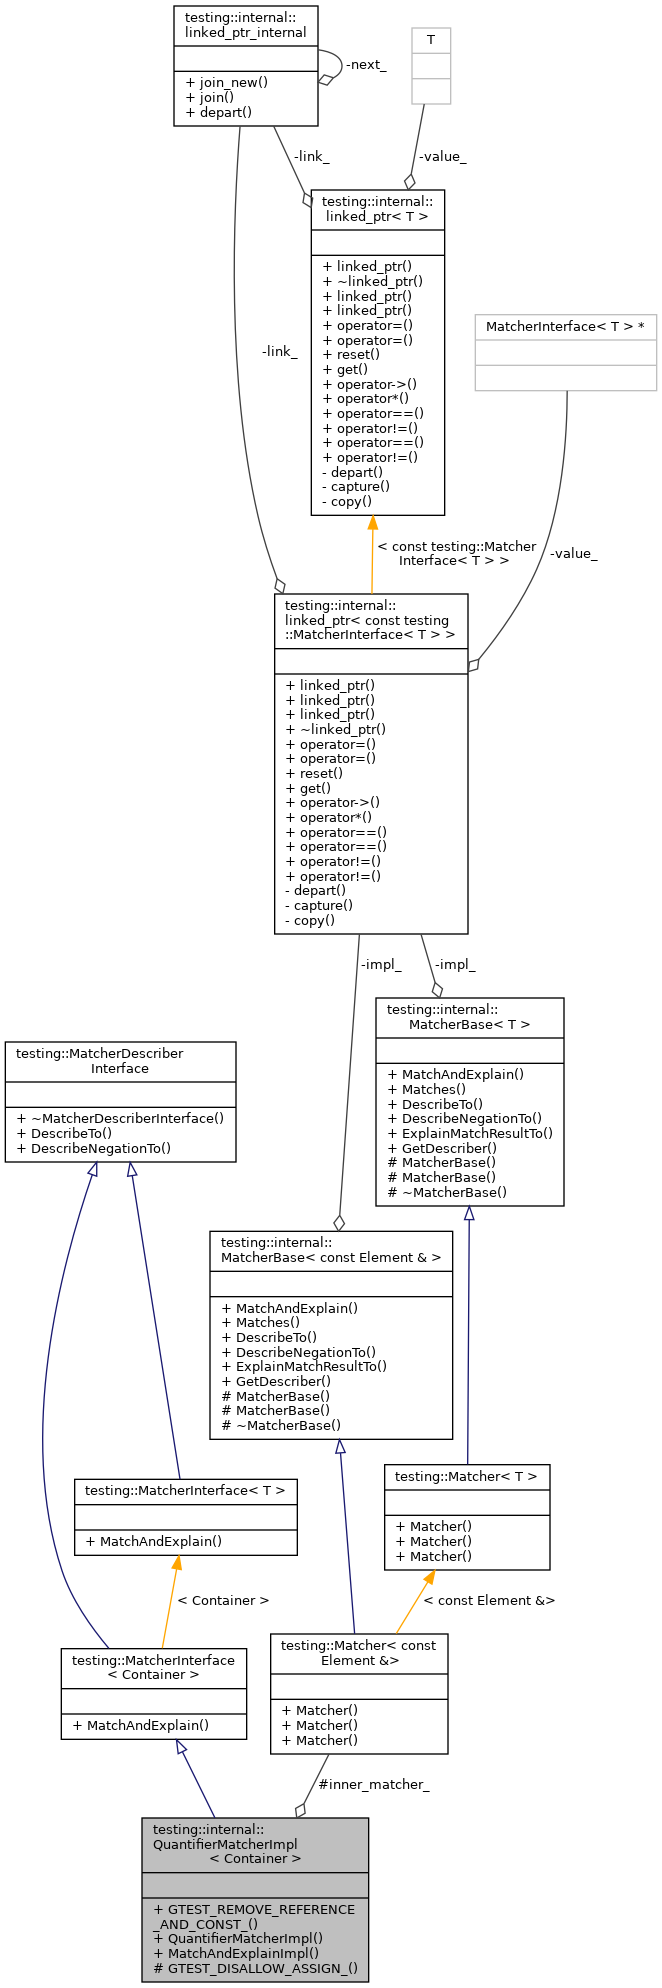 testing::internal::
linked_ptr_internal
+ join_new()
+ join()
+ depart()
-next_
T
-link_
-value_
testing::internal::
linked_ptr< T >
+ linked_ptr()
+ ~linked_ptr()
+ linked_ptr()
+ linked_ptr()
+ operator=()
+ operator=()
+ reset()
+ get()
+ operator->()
+ operator*()
+ operator==()
+ operator!=()
+ operator==()
+ operator!=()
- depart()
- capture()
- copy()
MatcherInterface< T > *
-link_
< const testing::Matcher
Interface< T > >
-value_
testing::internal::
linked_ptr< const testing
::MatcherInterface< T > >
+ linked_ptr()
+ linked_ptr()
+ linked_ptr()
+ ~linked_ptr()
+ operator=()
+ operator=()
+ reset()
+ get()
+ operator->()
+ operator*()
+ operator==()
+ operator==()
+ operator!=()
+ operator!=()
- depart()
- capture()
- copy()
-impl_
-impl_
testing::internal::
MatcherBase< T >
+ MatchAndExplain()
+ Matches()
+ DescribeTo()
+ DescribeNegationTo()
+ ExplainMatchResultTo()
+ GetDescriber()
# MatcherBase()
# MatcherBase()
# ~MatcherBase()
testing::MatcherDescriber
Interface
+ ~MatcherDescriberInterface()
+ DescribeTo()
+ DescribeNegationTo()
testing::internal::
MatcherBase< const Element & >
+ MatchAndExplain()
+ Matches()
+ DescribeTo()
+ DescribeNegationTo()
+ ExplainMatchResultTo()
+ GetDescriber()
# MatcherBase()
# MatcherBase()
# ~MatcherBase()
testing::MatcherInterface< T >
+ MatchAndExplain()
testing::Matcher< T >
+ Matcher()
+ Matcher()
+ Matcher()
< Container >
< const Element &>
testing::MatcherInterface
< Container >
+ MatchAndExplain()
testing::Matcher< const
Element &>
+ Matcher()
+ Matcher()
+ Matcher()
#inner_matcher_
testing::internal::
QuantifierMatcherImpl
< Container >
+ GTEST_REMOVE_REFERENCE
_AND_CONST_()
+ QuantifierMatcherImpl()
+ MatchAndExplainImpl()
# GTEST_DISALLOW_ASSIGN_()